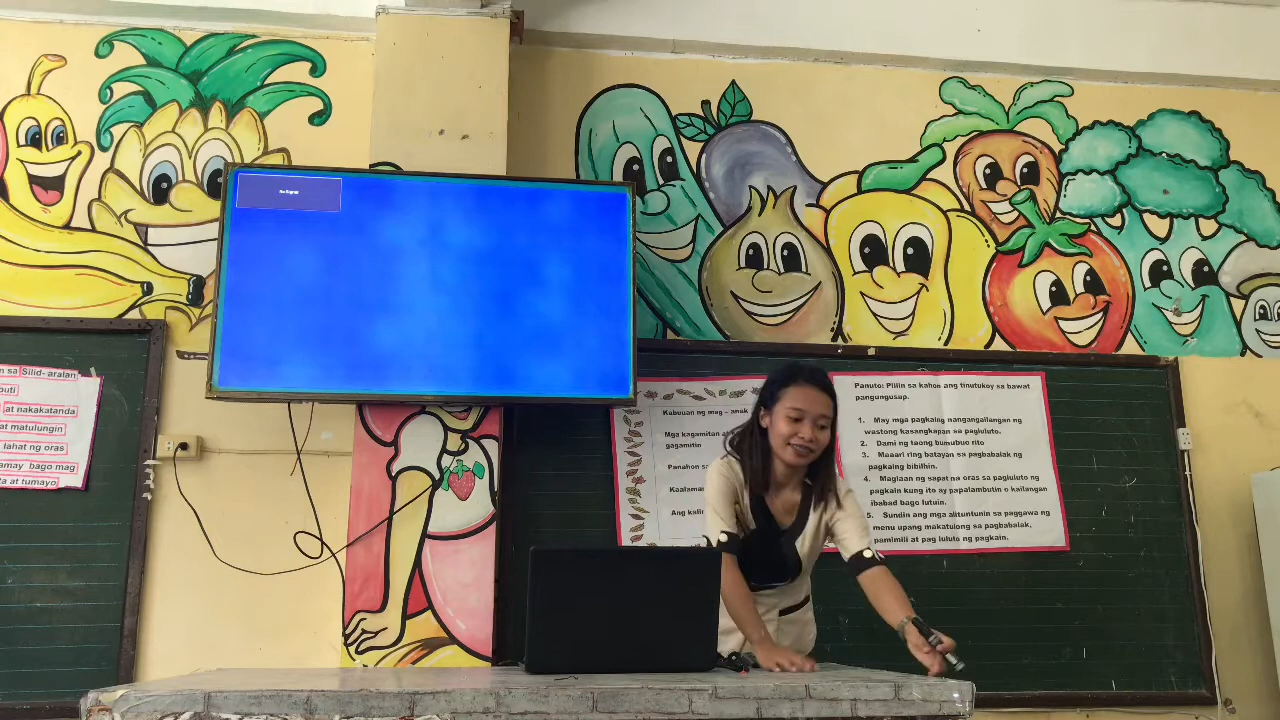 No Signal
n sa Silid- aralan
outi
at nakakatanda
at matulungin
lahat ng oras
amay bago mag
ta at tumayo
Kabuuan ng mag – anak
Mga kagamitan a
gagamitin
Panahon sa
Kaalama
Ang kalin
Panuto: Piliin sa kahon ang tinutukoy sa bawat
pangungusap.
1. May mga pagkaing nangangailangan ng
wastong kasangkapan sa pagluluto.
2. Dami ng taong bumubuo rito
3. Maaari ring batayan sa pagbabalak ng
pagkaing bibilhin.
4. Maglaan ng sapat na oras sa pagluluto ng
pagkain kung ito ay papalambutin o kailangan
ibabad bago lutuin.
5. Sundin ang mga alituntunin sa paggawa ng
menu upang makatulong sa pagbabalak,
pamimili at pag luluto ng pagkain.